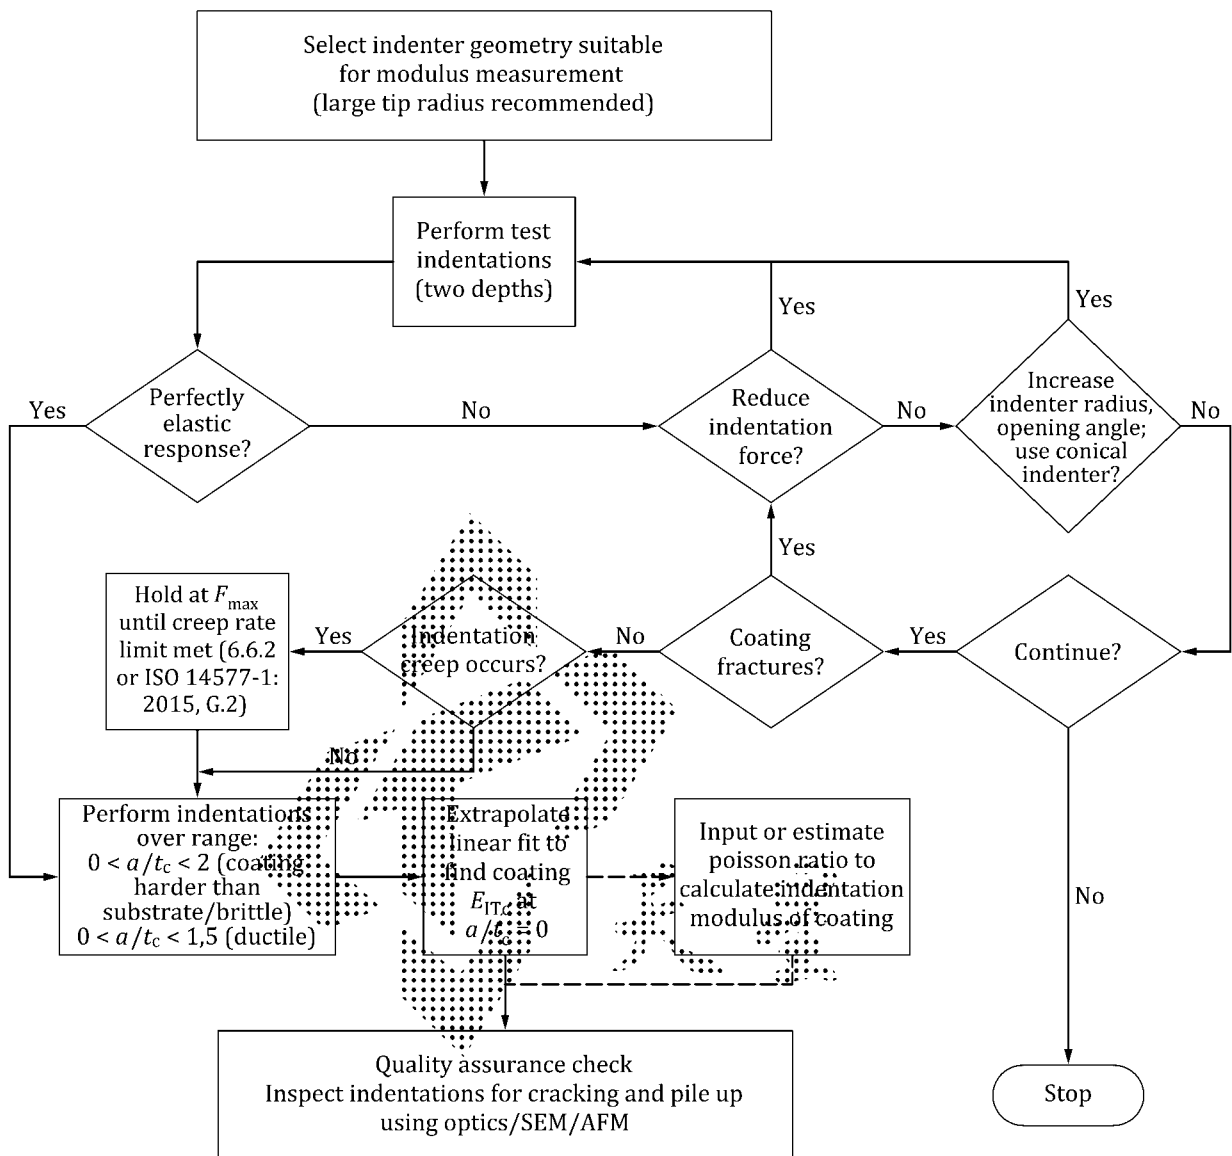 Select indenter geometry suitable
for modulus measurement
(large tip radius recommended)
Perform test
indentations
(two depths)
Yes
Yes
Yes
Perfectly
elastic
response?
No
Reduce
indentation
force?
No
Increase
indenter radius,
opening angle;
use conical
indenter?
No
Yes
Hold at Fmax
until creep rate
limit met (6.6.2
or ISO 14577-1:
2015, G.2)
Yes
Indentation
creep occurs?
No
Coating
fractures?
Yes
Continue?
No
Perform indentations
over range:
0 < a/tc < 2 (coating
harder than
substrate/brittle)
0 < a/tc < 1,5 (ductile)
Extrapolate
linear fit to
find coating
EITc at
a/tc = 0
Input or estimate
poisson ratio to
calculate indentation
modulus of coating
No
Quality assurance check
Inspect indentations for cracking and pile up
using optics/SEM/AFM
Stop